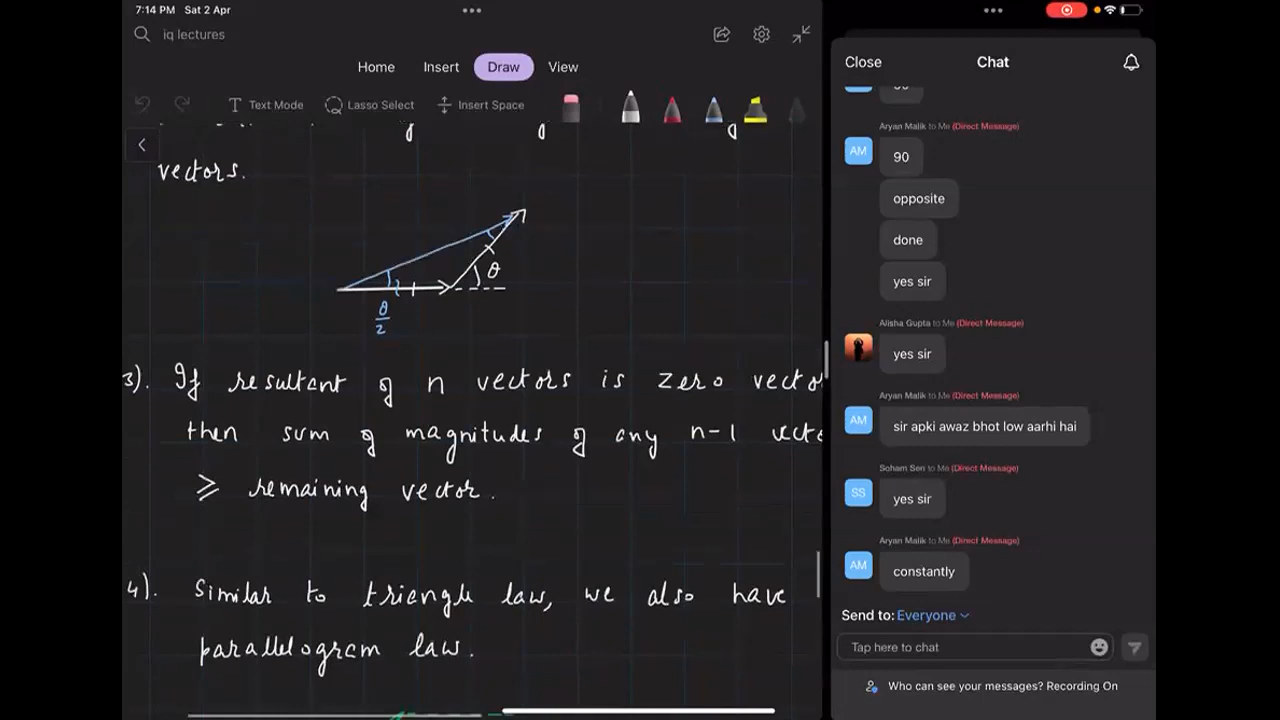 7:14 PM Sat 2 Apr
iq lectures
Home Insert Draw View
Text Mode Lasso Select Insert Space
vectors.
θ
θ/2
3). If resultant of n vectors is zero vector
then sum of magnitudes of any n-1 vecto
⩾ remaining vector.
4). Similar to triangle law, we also have
parallelogram law.
Close Chat
Aryan Malik to Me (Direct Message)
AM
90
opposite
done
yes sir
Alisha Gupta to Me (Direct Message)
yes sir
Aryan Malik to Me (Direct Message)
AM
sir apki awaz bhot low aarhi hai
Soham Sen to Me (Direct Message)
SS
yes sir
Aryan Malik to Me (Direct Message)
AM
constantly
Send to: Everyone
Tap here to chat
Who can see your messages? Recording On